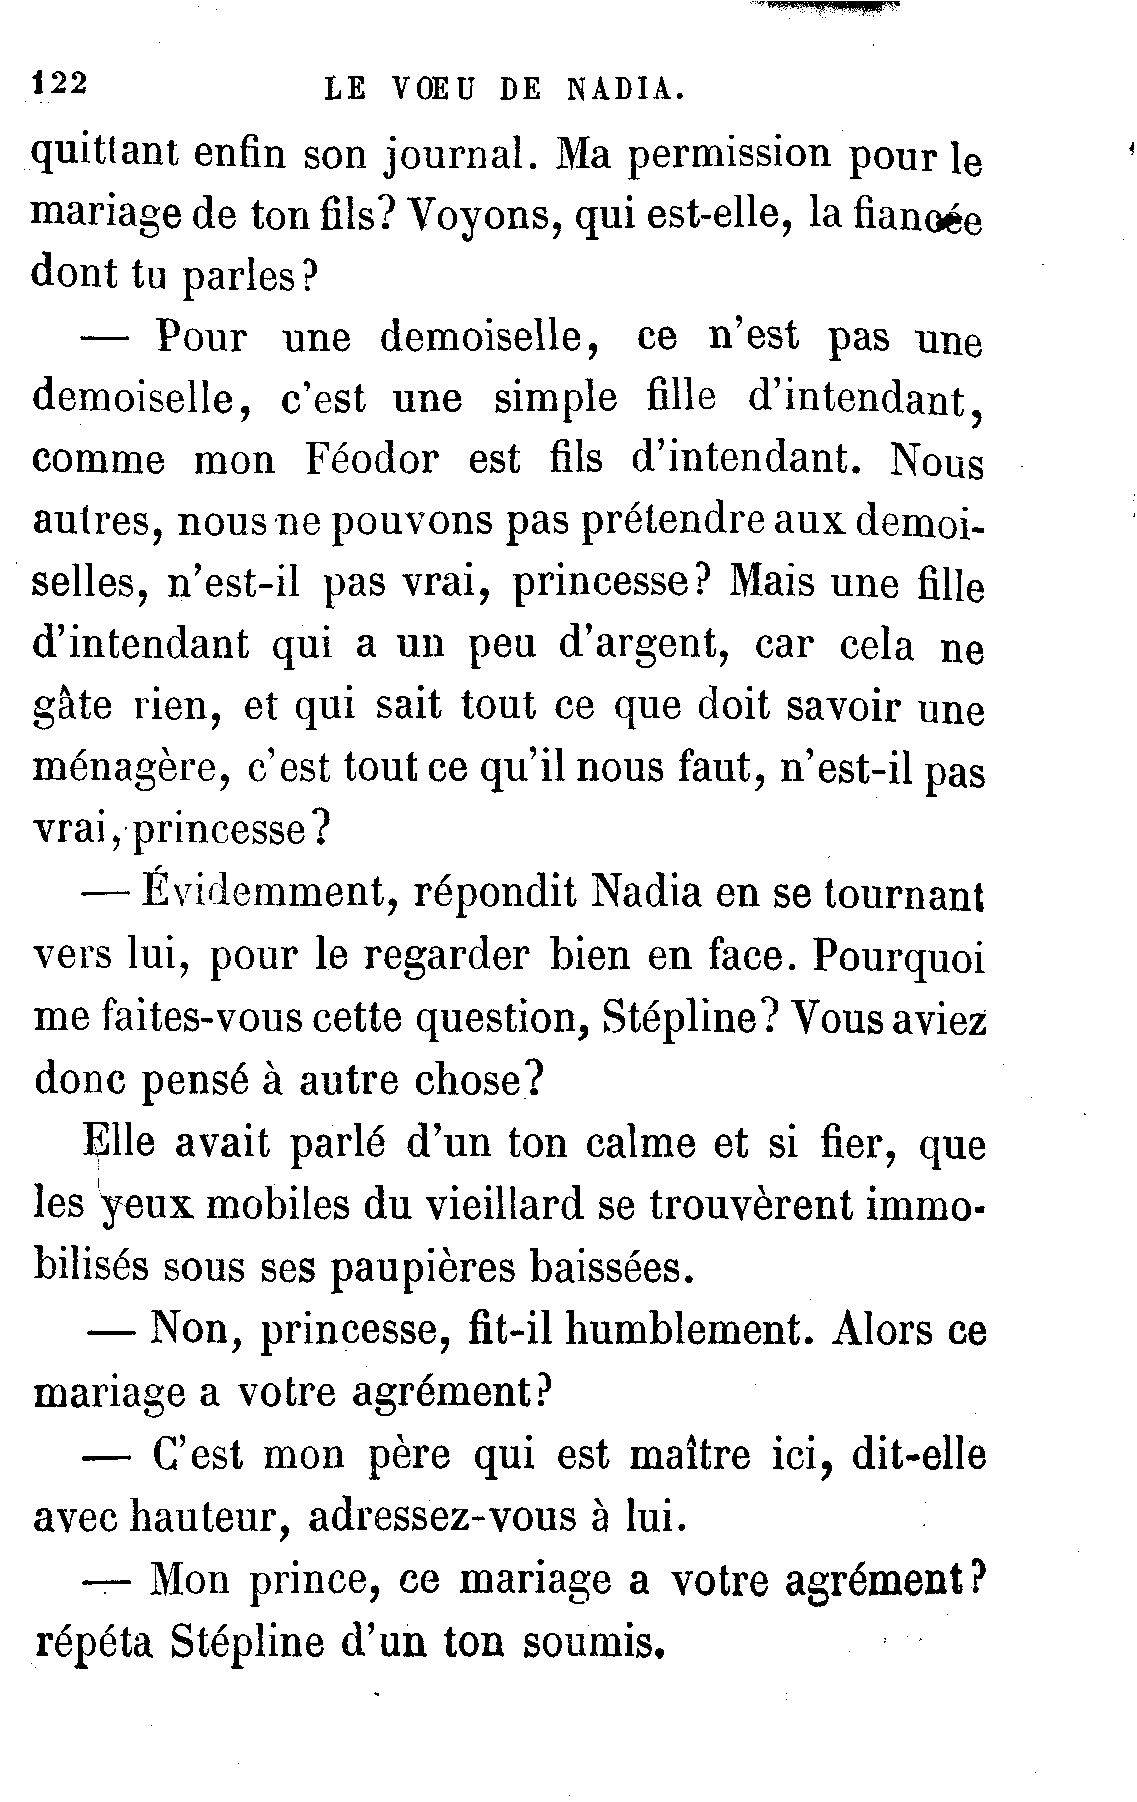 122 LE VŒU DE NADIA.
quittant enfin son journal. Ma permission pour le
mariage de ton fils? Voyons, qui est-elle, la fiancée
dont tu parles?
— Pour une demoiselle, ce n'est pas une
demoiselle, c'est une simple fille d'intendant,
comme mon Féodor est fils d'intendant. Nous
autres, nous ne pouvons pas prétendre aux demoi-
selles, n'est-il pas vrai, princesse? Mais une fille
d'intendant qui a un peu d'argent, car cela ne
gâte rien, et qui sait tout ce que doit savoir une
ménagère, c'est tout ce qu'il nous faut, n'est-il pas
vrai, princesse?
— Évidemment, répondit Nadia en se tournant
vers lui, pour le regarder bien en face. Pourquoi
me faites-vous cette question, Stépline? Vous aviez
donc pensé à autre chose?
Elle avait parlé d'un ton calme et si fier, que
les yeux mobiles du vieillard se trouvèrent immo-
bilisés sous ses paupières baissées.
— Non, princesse, fit-il humblement. Alors ce
mariage a votre agrément?
— C'est mon père qui est maître ici, dit-elle
avec hauteur, adressez-vous à lui.
— Mon prince, ce mariage a votre agrément?
répéta Stépline d'un ton soumis.